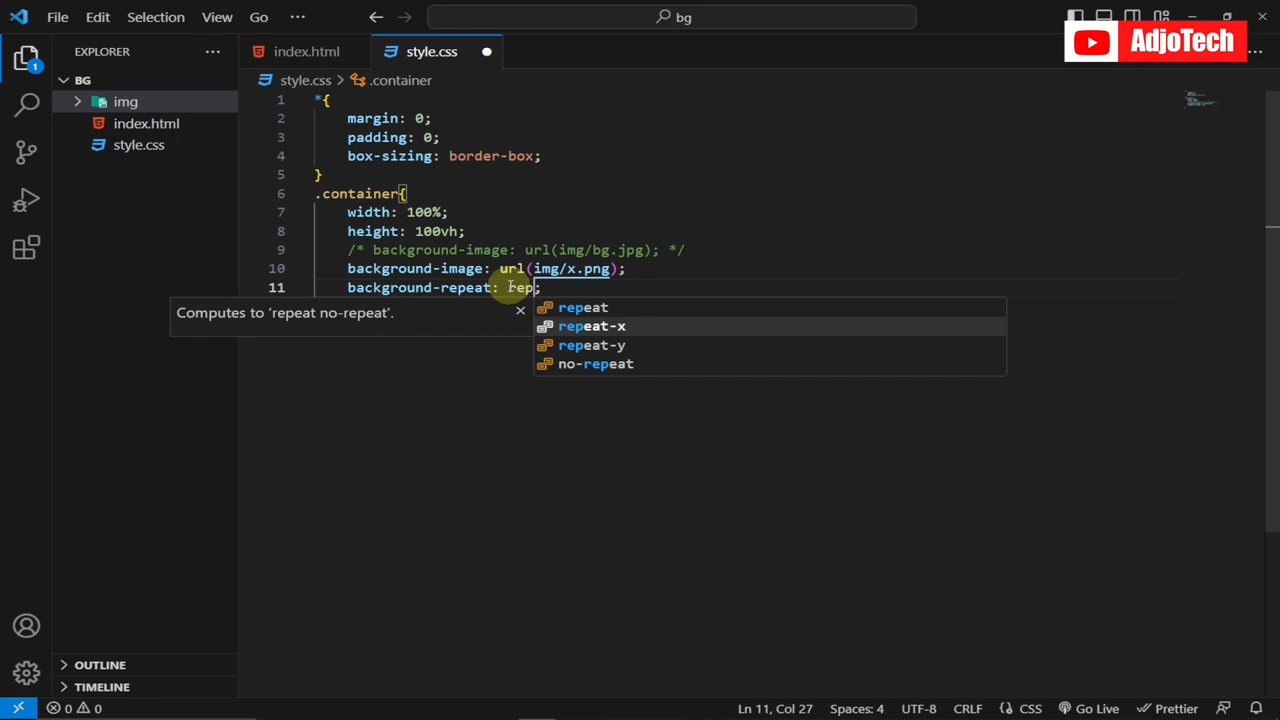 File Edit Selection View Go ··· bg
AdjoTech
EXPLORER ···
index.html
style.css
···
BG
img
index.html
style.css
style.css > .container
1 *{
2 margin: 0;
3 padding: 0;
4 box-sizing: border-box;
5 }
6 .container{
7 width: 100%;
8 height: 100vh;
9 /* background-image: url(img/bg.jpg); */
10 background-image: url(img/x.png);
11 background-repeat: rep;
Computes to ‘repeat no-repeat’.
repeat
repeat-x
repeat-y
no-repeat
1
OUTLINE
TIMELINE
0 0 Ln 11, Col 27 Spaces: 4 UTF-8 CRLF {} CSS Go Live Prettier